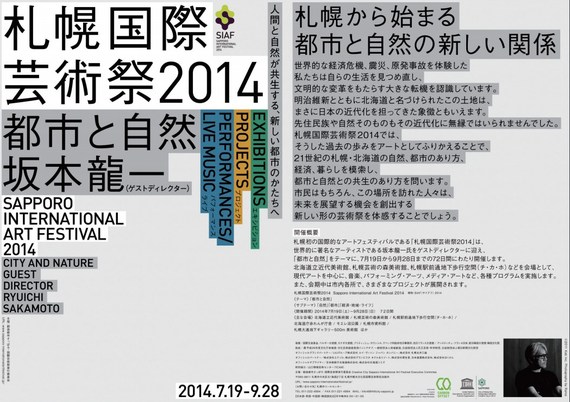 札幌国際
芸術祭2014
SIAF
都市と自然
坂本龍一(ゲストディレクター)
人間と自然が共生する、新しい都市のかたちへ
EXHIBITIONS エキシビション
PROJECTS プロジェクト
PERFORMANCES/ パフォーマンス
LIVE MUSIC ライブ
SAPPORO
INTERNATIONAL
ART FESTIVAL
2014
CITY AND NATURE
GUEST
DIRECTOR
RYUICHI
SAKAMOTO
2014.7.19-9.28
札幌から始まる
都市と自然の新しい関係
世界的な経済危機、震災、原発事故を体験した
私たちは自らの生活を見つめ直し、
文明的な変革をもたらす大きな転機を認識しています。
明治維新とともに北海道と名づけられたこの土地は、
まさに日本の近代化を担ってきた象徴ともいえます。
先住民族や自然そのものもその近代化に無縁ではいられませんでした。
札幌国際芸術祭2014では、
そうした過去の歩みをアートとしてふりかえることで、
21世紀の札幌・北海道の自然、都市のあり方、
経済、暮らしを模索し、
都市と自然との共生のあり方を問います。
市民はもちろん、この場所を訪れた人々は、
未来を展望する機会を創出する
新しい形の芸術祭を体感することでしょう。
開催概要
札幌初の国際的なアートフェスティバルである「札幌国際芸術祭2014」は、
世界的に著名なアーティストである坂本龍一氏をゲストディレクターに迎え、
「都市と自然」をテーマに、7月19日から9月28日までの72日間にわたり開催します。
北海道立近代美術館、札幌芸術の森美術館、札幌駅前通地下歩行空間(チ・カ・ホ)などを会場として、
現代アートを中心に、音楽、パフォーミング・アーツ、メディア・アートなど、各種プログラムを実施します。
また、会期中は市内各所で、さまざまなプロジェクトが展開されます。